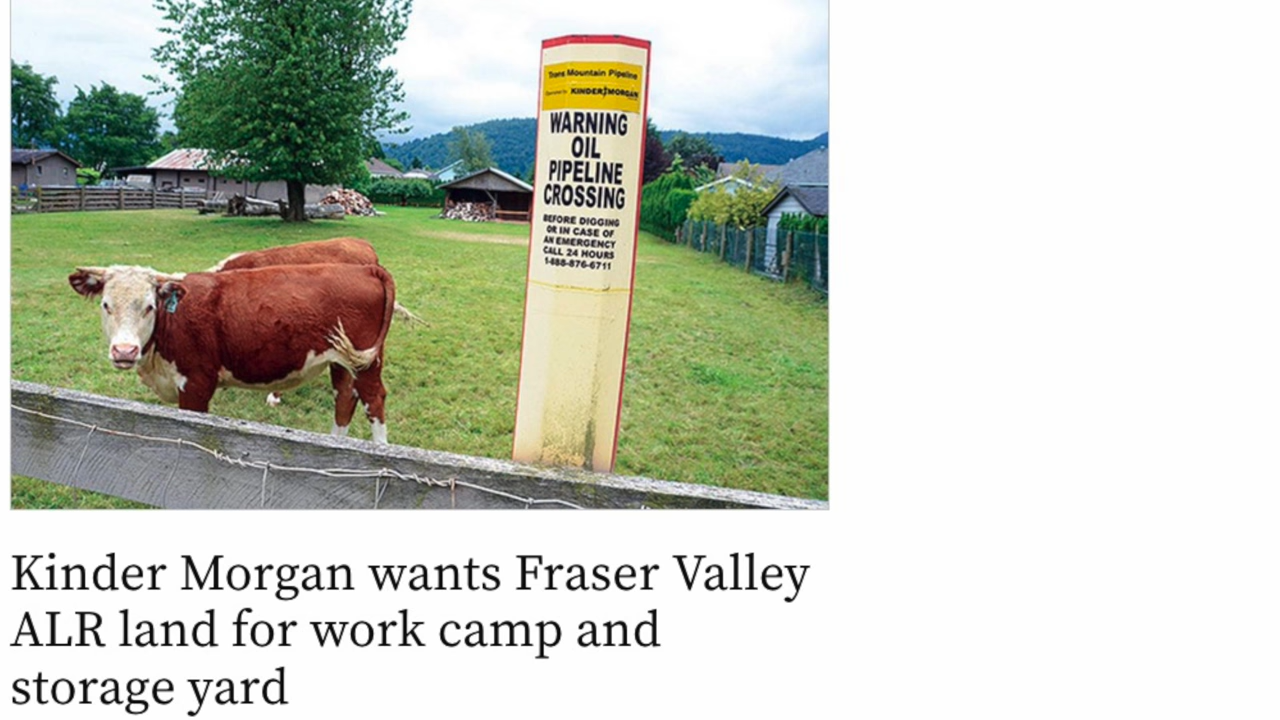 Trans Mountain Pipeline
KINDER MORGAN
WARNING
OIL
PIPELINE
CROSSING
BEFORE DIGGING
OR IN CASE OF
AN EMERGENCY
CALL 24 HOURS
1-888-876-6711
Kinder Morgan wants Fraser Valley
ALR land for work camp and
storage yard